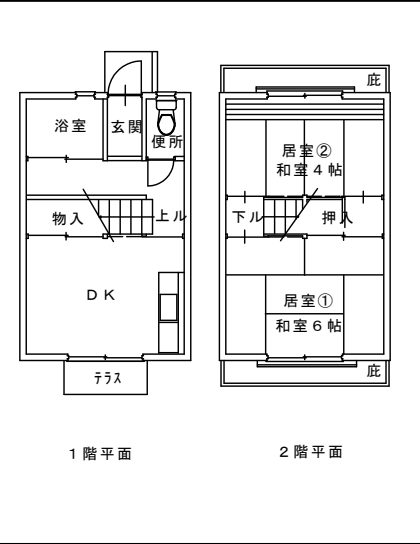 浴室
玄関
便所
物入
上ル
ＤＫ
ﾃﾗｽ
１階平面
庇
居室②
和室４帖
下ル
押入
居室①
和室６帖
庇
２階平面